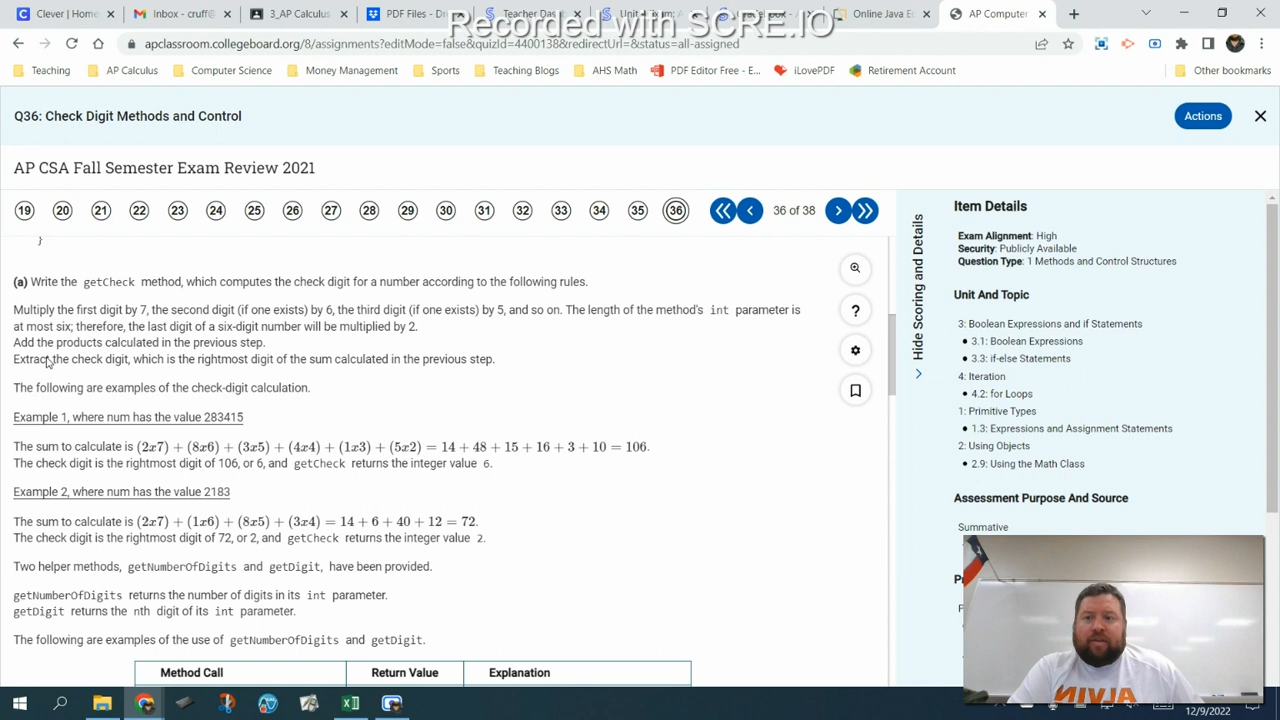 Clever | Home
Inbox - cruff@
3_AP Calculus
PDF Files - Dr
Teacher Dashb
Unit
Online Java E
AP Computer
Recorded with SCRE.IO
apclassroom.collegeboard.org/8/assignments?editMode=false&quizId=4400138&redirectUrl=&status=all-assigned
Teaching
AP Calculus
Computer Science
Money Management
Sports
Teaching Blogs
AHS Math
PDF Editor Free - E...
iLovePDF
Retirement Account
Other bookmarks
Q36: Check Digit Methods and Control
Actions
AP CSA Fall Semester Exam Review 2021
19 20 21 22 23 24 25 26 27 28 29 30 31 32 33 34 35 36
36 of 38
}
(a) Write the getCheck method, which computes the check digit for a number according to the following rules.
Multiply the first digit by 7, the second digit (if one exists) by 6, the third digit (if one exists) by 5, and so on. The length of the method's int parameter is
at most six; therefore, the last digit of a six-digit number will be multiplied by 2.
Add the products calculated in the previous step.
Extract the check digit, which is the rightmost digit of the sum calculated in the previous step.
The following are examples of the check-digit calculation.
Example 1, where num has the value 283415
The sum to calculate is (2x7) + (8x6) + (3x5) + (4x4) + (1x3) + (5x2) = 14 + 48 + 15 + 16 + 3 + 10 = 106.
The check digit is the rightmost digit of 106, or 6, and getCheck returns the integer value 6.
Example 2, where num has the value 2183
The sum to calculate is (2x7) + (1x6) + (8x5) + (3x4) = 14 + 6 + 40 + 12 = 72.
The check digit is the rightmost digit of 72, or 2, and getCheck returns the integer value 2.
Two helper methods, getNumberOfDigits and getDigit, have been provided.
getNumberOfDigits returns the number of digits in its int parameter.
getDigit returns the nth digit of its int parameter.
The following are examples of the use of getNumberOfDigits and getDigit.
Method Call
Return Value
Explanation
Hide Scoring and Details
Item Details
Exam Alignment: High
Security: Publicly Available
Question Type: 1 Methods and Control Structures
Unit And Topic
3: Boolean Expressions and if Statements
• 3.1: Boolean Expressions
• 3.3: if-else Statements
4: Iteration
• 4.2: for Loops
1: Primitive Types
• 1.3: Expressions and Assignment Statements
2: Using Objects
• 2.9: Using the Math Class
Assessment Purpose And Source
Summative
NINJA
12/9/2022